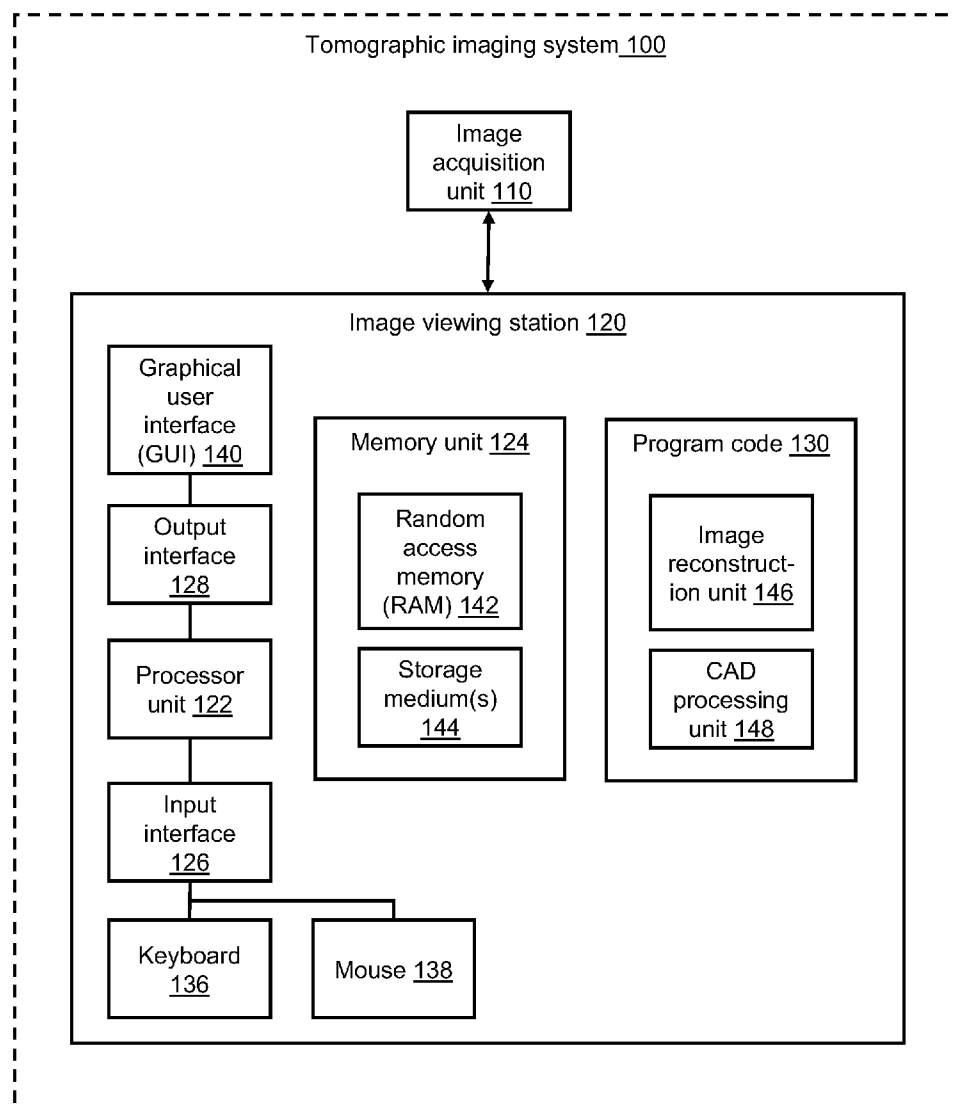 Tomographic imaging system 100
Image
acquisition
unit 110
Image viewing station 120
Graphical
user
interface
(GUI) 140
Output
interface
128
Processor
unit 122
Input
interface
126
Keyboard
136
Mouse 138
Memory unit 124
Random
access
memory
(RAM) 142
Storage
medium(s)
144
Program code 130
Image
reconstruct-
ion unit 146
CAD
processing
unit 148